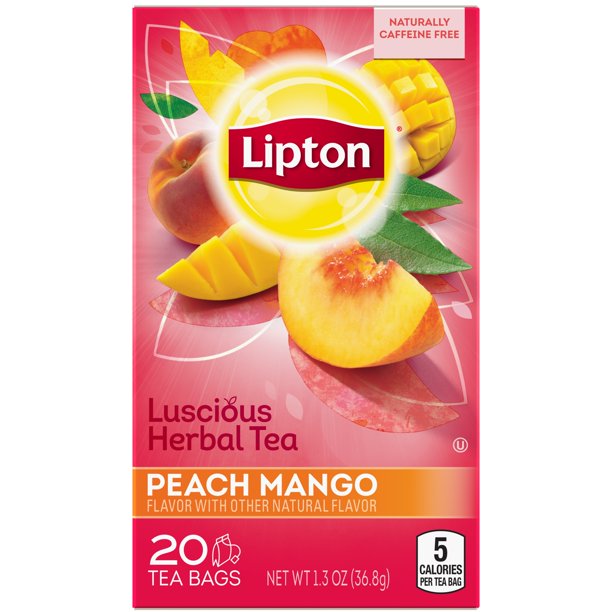 NATURALLY
CAFFEINE FREE
Lipton
®
Luscious
Herbal Tea
U
PEACH MANGO
FLAVOR WITH OTHER NATURAL FLAVOR
20
TEA BAGS
NET WT 1.3 OZ (36.8g)
5
CALORIES
PER TEA BAG